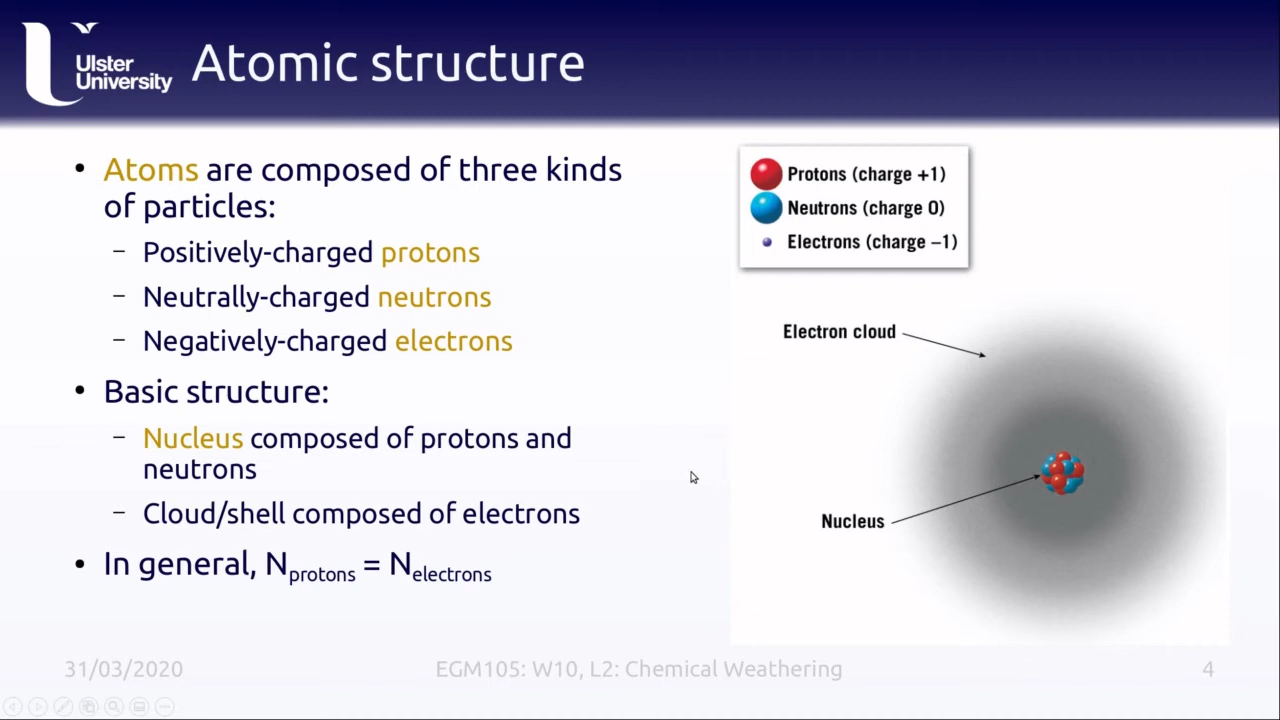 Ulster
University
Atomic structure
• Atoms are composed of three kinds
of particles:
– Positively-charged protons
– Neutrally-charged neutrons
– Negatively-charged electrons
• Basic structure:
– Nucleus composed of protons and
neutrons
– Cloud/shell composed of electrons
• In general, Nprotons = Nelectrons
Protons (charge +1)
Neutrons (charge 0)
Electrons (charge –1)
Electron cloud
Nucleus
31/03/2020
EGM105: W10, L2: Chemical Weathering
4